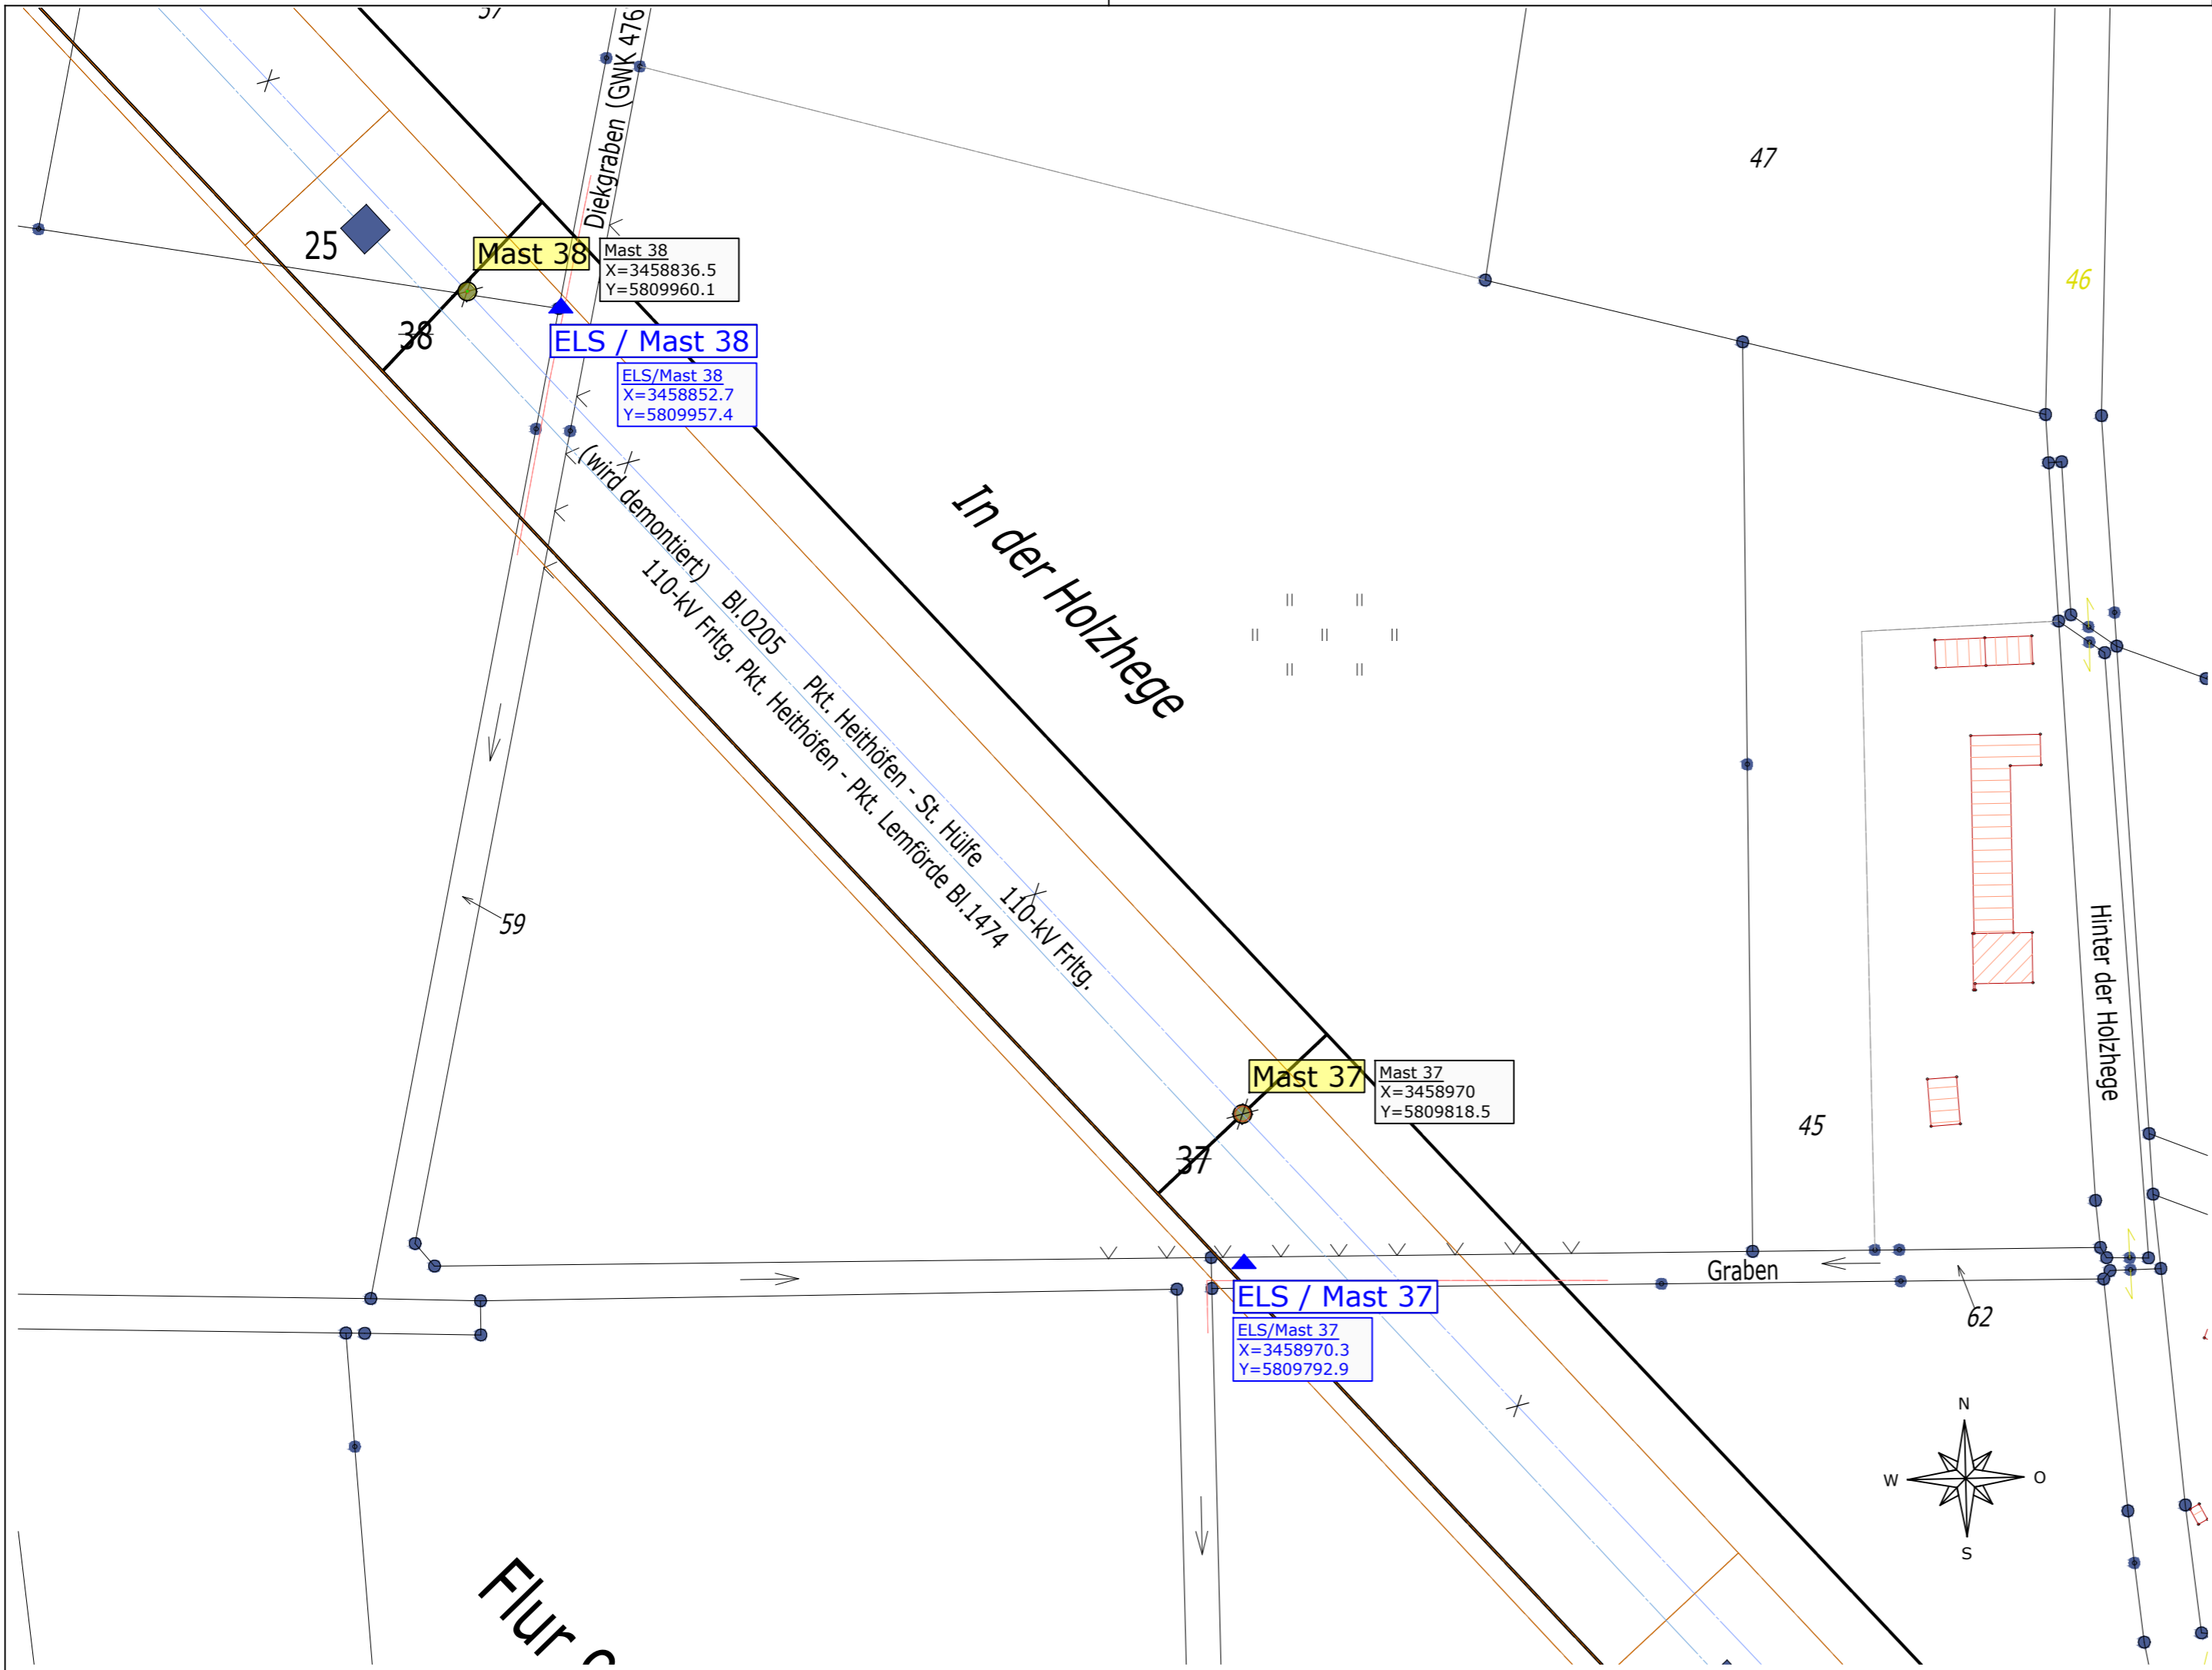 37
Diekgraben (GWK 476
47
46
25
Mast 38
Mast 38
X=3458836.5
Y=5809960.1
38
ELS / Mast 38
ELS/Mast 38
X=3458852.7
Y=5809957.4
In der Holzhege
(wird demontiert) Bl.0205 Pkt. Heithöfen - St. Hülfe 110-kV Frltg.
110-kV Frltg. Pkt. Heithöfen - Pkt. Lemförde Bl.1474
59
Hinter der Holzhege
Mast 37
Mast 37
X=3458970
Y=5809818.5
37
45
Graben
62
ELS / Mast 37
ELS/Mast 37
X=3458970.3
Y=5809792.9
N
W
O
S
Flur